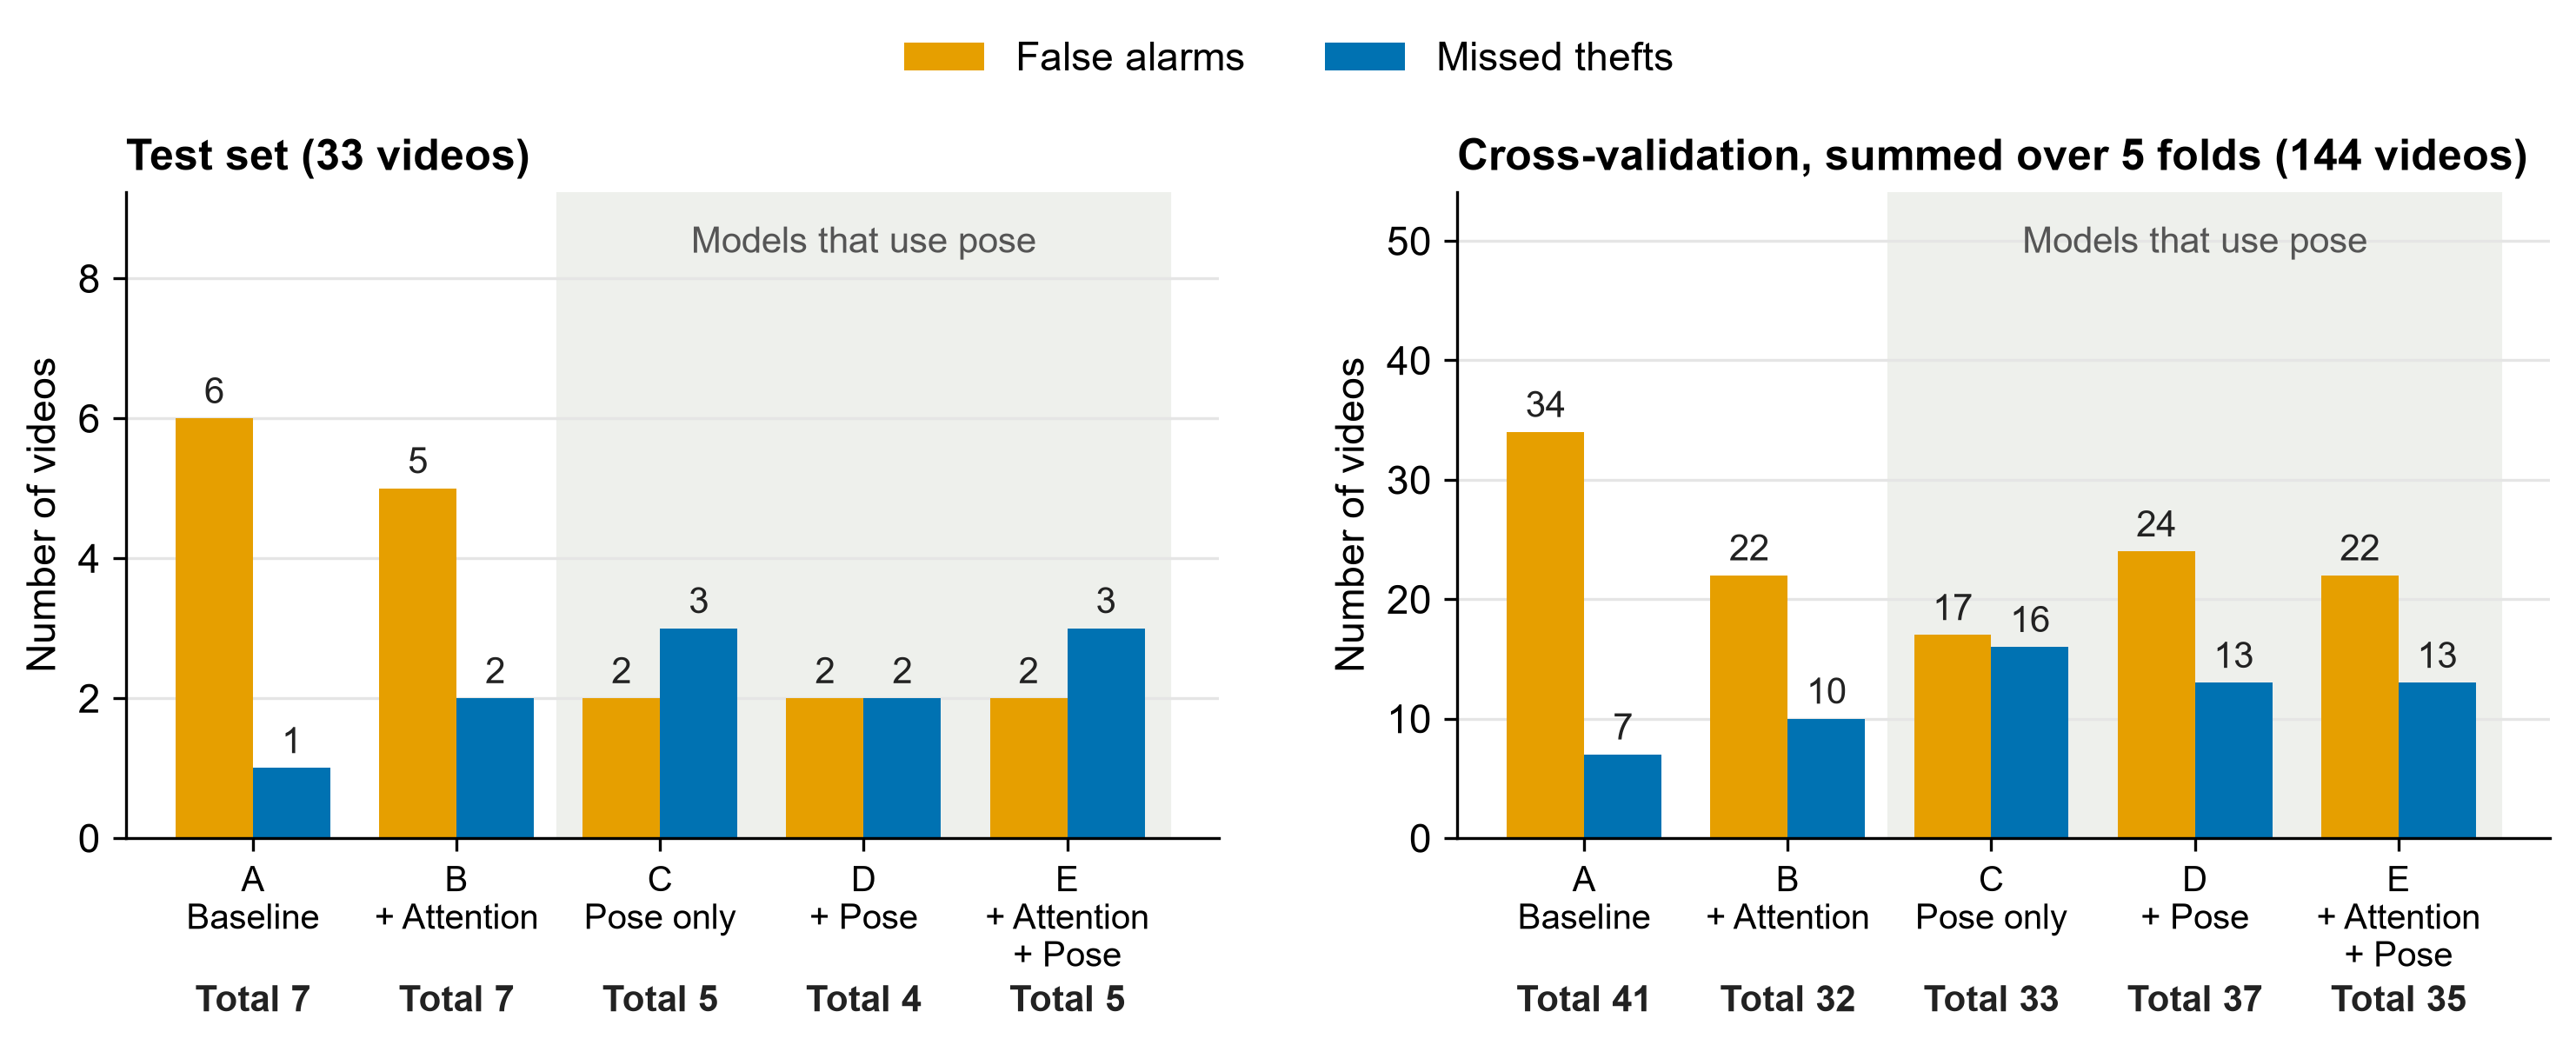 False alarms Missed thefts
Test set (33 videos)
Models that use pose
Number of videos
8
6
4
2
0
6
1
5
2
2
3
2
2
2
3
A B C D E
Baseline + Attention Pose only + Pose + Attention
+ Pose
Total 7 Total 7 Total 5 Total 4 Total 5
Cross-validation, summed over 5 folds (144 videos)
Models that use pose
Number of videos
50
40
30
20
10
0
34
7
22
10
17
16
24
13
22
13
A B C D E
Baseline + Attention Pose only + Pose + Attention
+ Pose
Total 41 Total 32 Total 33 Total 37 Total 35